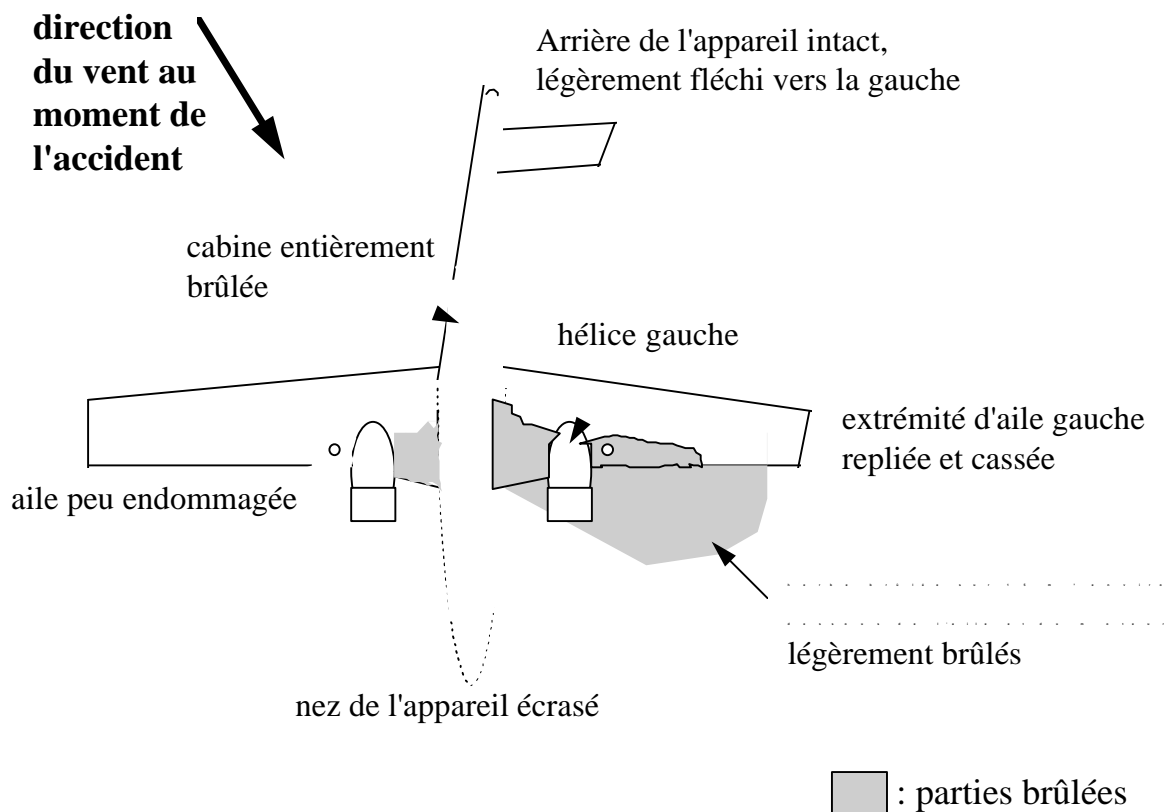 direction
du vent au
moment de
l'accident
Arrière de l'appareil intact,
légèrement fléchi vers la gauche
cabine entièrement
brûlée
hélice gauche
extrémité d'aile gauche
repliée et cassée
aile peu endommagée
légèrement brûlés
nez de l'appareil écrasé
: parties brûlées